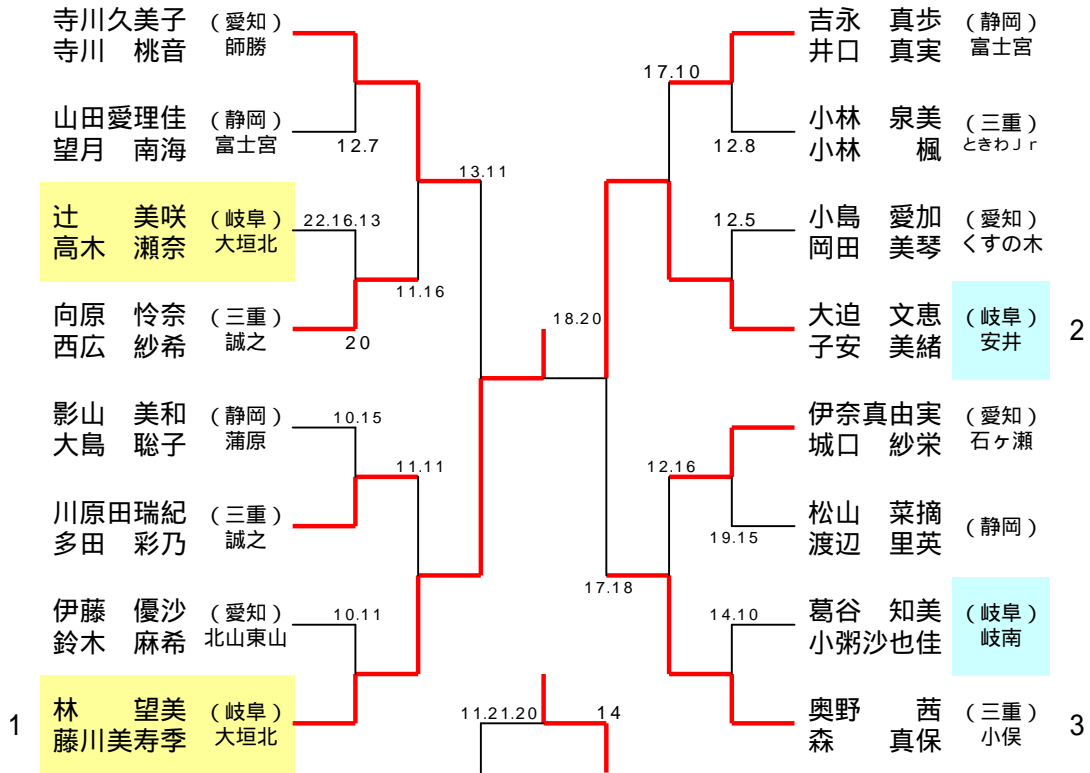 寺川久美子 (愛知)
寺川 桃音 師勝
12.7
山田愛理佳 (静岡)
望月 南海 富士宮
13.11
辻 美咲 (岐阜)
高木 瀬奈 大垣北
22.16.13
11.16
向原 怜奈 (三重)
西広 紗希 誠之
20
影山 美和 (静岡)
大島 聡子 蒲原
10.15
11.11
川原田瑞紀 (三重)
多田 彩乃 誠之
伊藤 優沙 (愛知)
鈴木 麻希 北山東山
10.11
1
林 望美 (岐阜)
藤川美寿季 大垣北
18.20
11.21.20
14
吉永 真歩 (静岡)
井口 真実 富士宮
17.10
小林 泉美 (三重)
小林 楓 ときわJr
12.8
小島 愛加 (愛知)
岡田 美琴 くすの木
12.5
大迫 文恵 (岐阜)
子安 美緒 安井
2
伊奈真由実 (愛知)
城口 紗栄 石ヶ瀬
12.16
松山 菜摘 (静岡)
渡辺 里英
19.15
17.18
葛谷 知美 (岐阜)
小粥沙也佳 岐南
14.10
奥野 茜 (三重)
森 真保 小俣
3